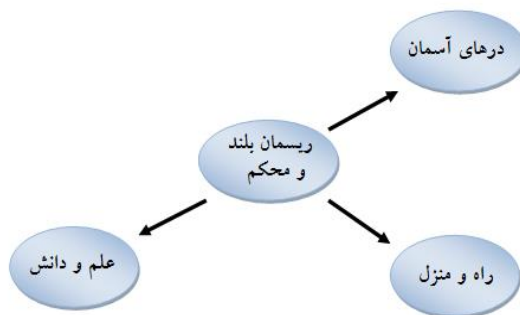 درهای آسمان
ریسمان بلند
و محکم
علم و دانش
راه و منزل